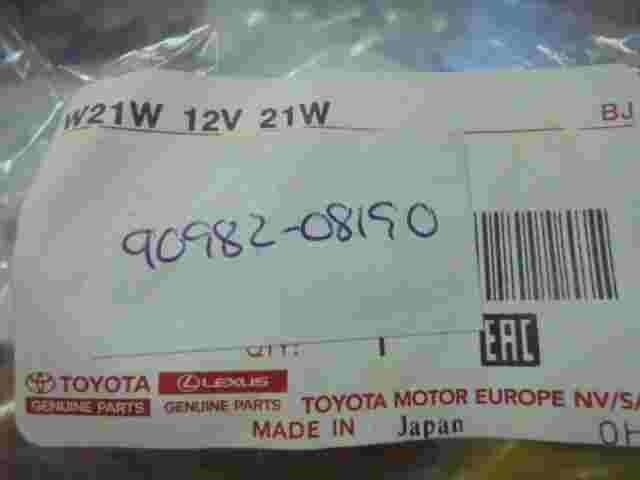 W21W 12V 21W
BJ
90982-08190
QTY: 1
EAC
TOYOTA LEXUS
GENUINE PARTS GENUINE PARTS TOYOTA MOTOR EUROPE NV/SA
MADE IN Japan
OH